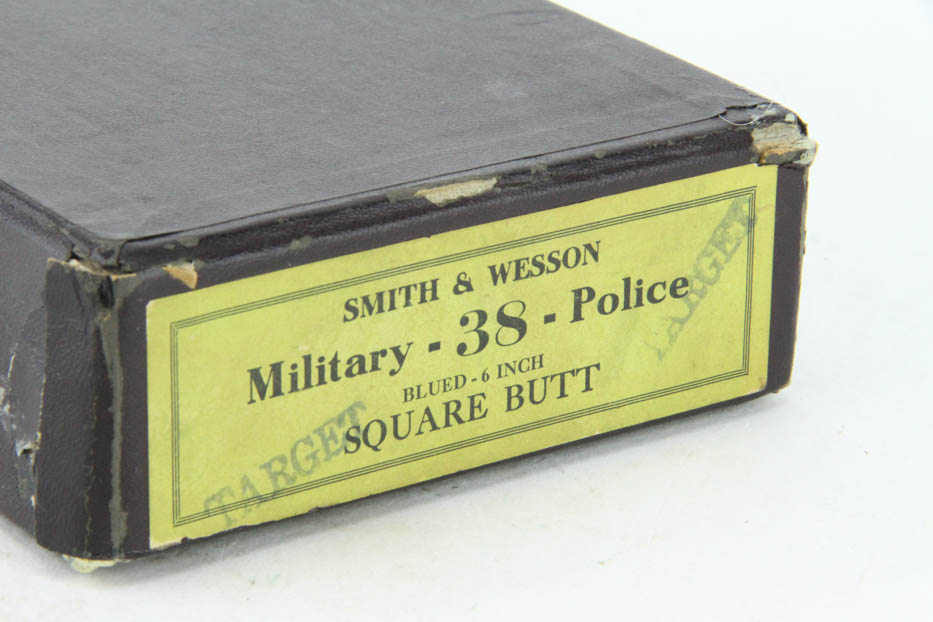 SMITH & WESSON
Military - 38 - Police
BLUED - 6 INCH
SQUARE BUTT
TARGET
TARGET